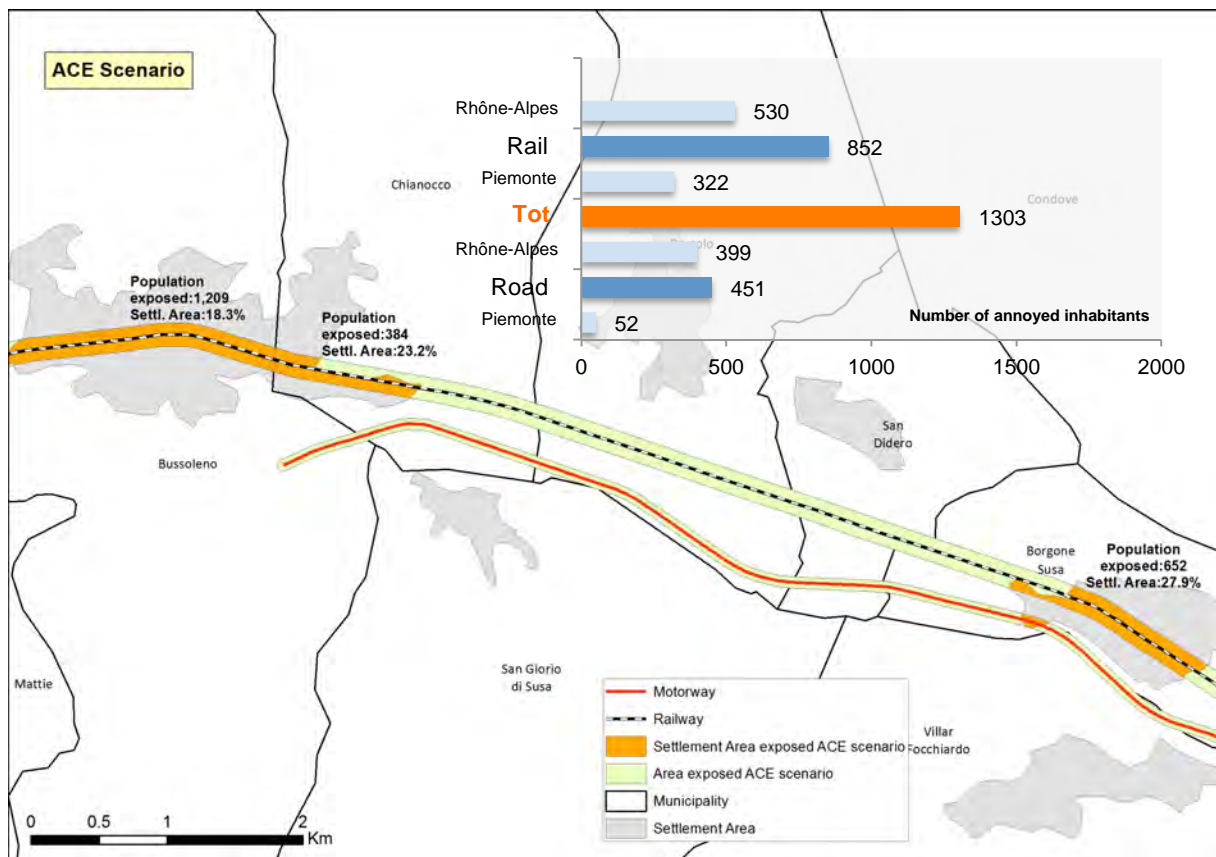 ACE Scenario
Rhône-Alpes
530
Rail
852
Piemonte
322
Tot
1303
Rhône-Alpes
399
Road
451
Piemonte
52
Number of annoyed inhabitants
0
500
1000
1500
2000
Chianocco
Condove
Population
exposed:1,209
Settl. Area:18.3%
Population
exposed:384
Settl. Area:23.2%
San
Didero
Bussoleno
Borgone
Susa
Population
exposed:652
Settl. Area:27.9%
Mattie
San Giorio
di Susa
Villar
Focchiardo
Motorway
Railway
Settlement Area exposed ACE scenario
Area exposed ACE scenario
Municipality
Settlement Area
0
0.5
1
2
Km